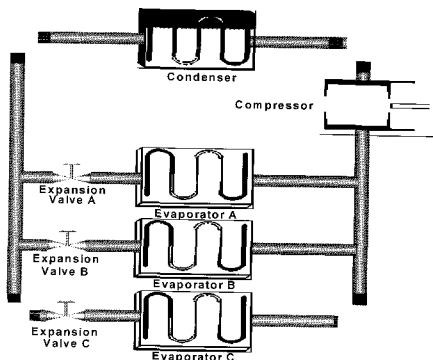 Condenser
Compressor
Expansion
Valve A
Evaporator A
Expansion
Valve B
Evaporator B
Expansion
Valve C
Evaporator C